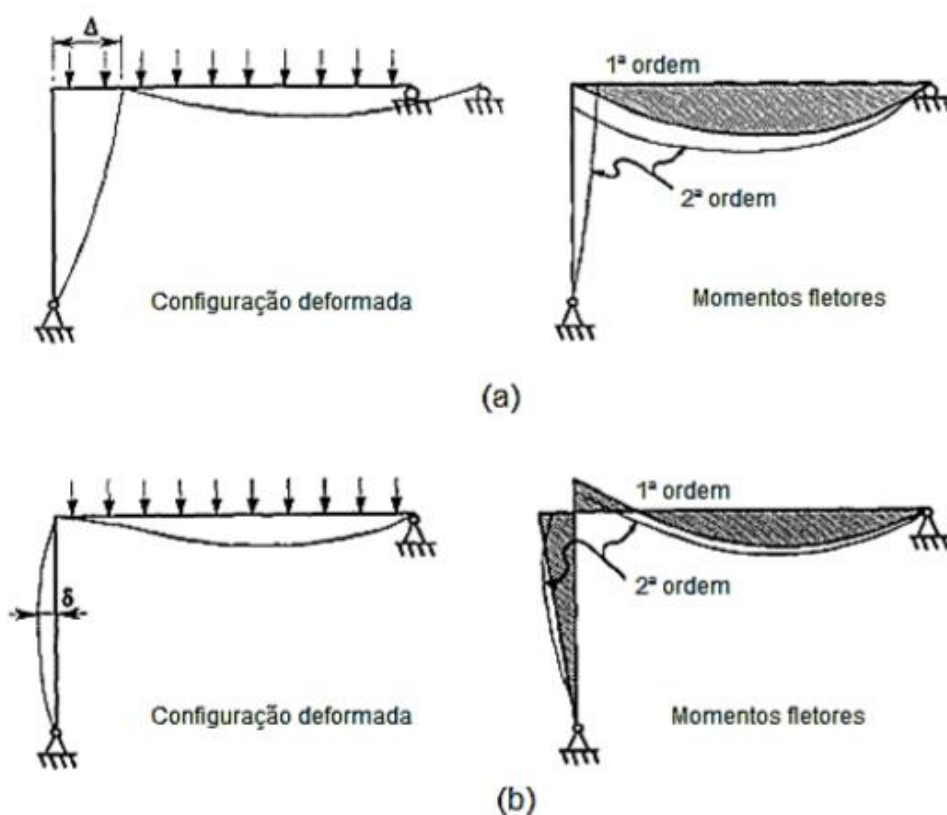 Δ
1ª ordem
2ª ordem
Configuração deformada
Momentos fletores
(a)
1ª ordem
δ
2ª ordem
Configuração deformada
Momentos fletores
(b)